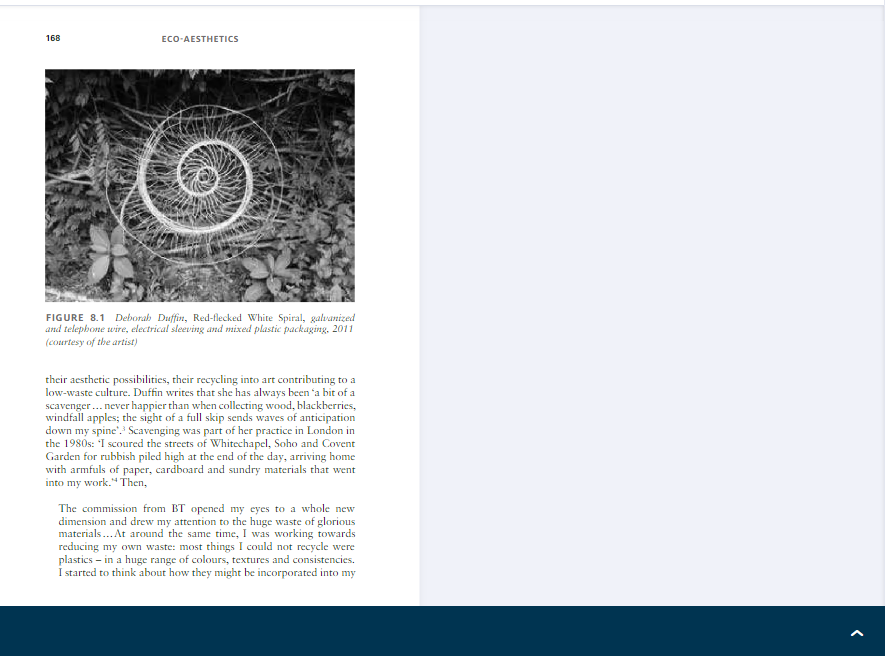 168
ECO-AESTHETICS
FIGURE 8.1 Deborah Duffin, Red-flecked White Spiral, galvanized
and telephone wire, electrical sleeving and mixed plastic packaging, 2011
(courtesy of the artist)
their aesthetic possibilities, their recycling into art contributing to a
low-waste culture. Duffin writes that she has always been ‘a bit of a
scavenger … never happier than when collecting wood, blackberries,
windfall apples; the sight of a full skip sends waves of anticipation
down my spine’.³ Scavenging was part of her practice in London in
the 1980s: ‘I scoured the streets of Whitechapel, Soho and Covent
Garden for rubbish piled high at the end of the day, arriving home
with armfuls of paper, cardboard and sundry materials that went
into my work.’⁴ Then,
The commission from BT opened my eyes to a whole new
dimension and drew my attention to the huge waste of glorious
materials … At around the same time, I was working towards
reducing my own waste: most things I could not recycle were
plastics – in a huge range of colours, textures and consistencies.
I started to think about how they might be incorporated into my